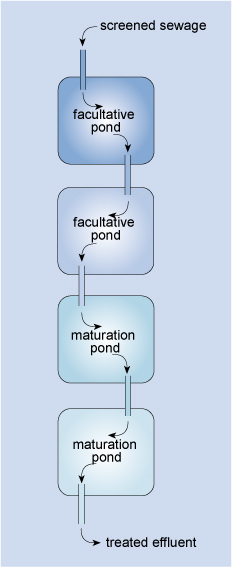 screened sewage
facultative
pond
facultative
pond
maturation
pond
maturation
pond
treated effluent